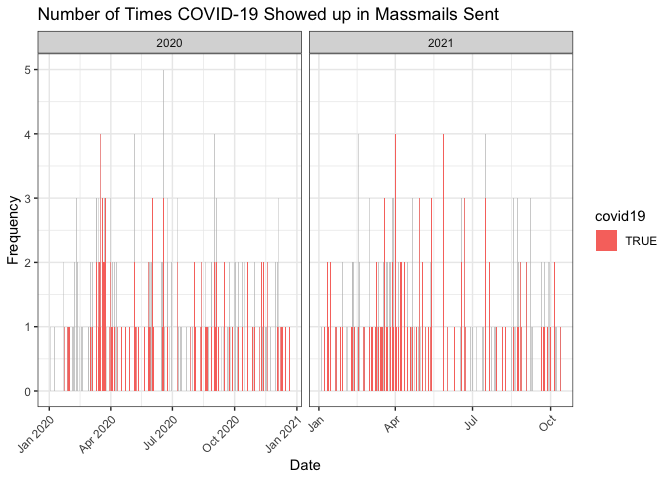 Number of Times COVID-19 Showed up in Massmails Sent
2020
2021
5
4
3
2
1
0
Frequency
Jan 2020
Apr 2020
Jul 2020
Oct 2020
Jan 2021
Jan
Apr
Jul
Oct
Date
covid19
TRUE